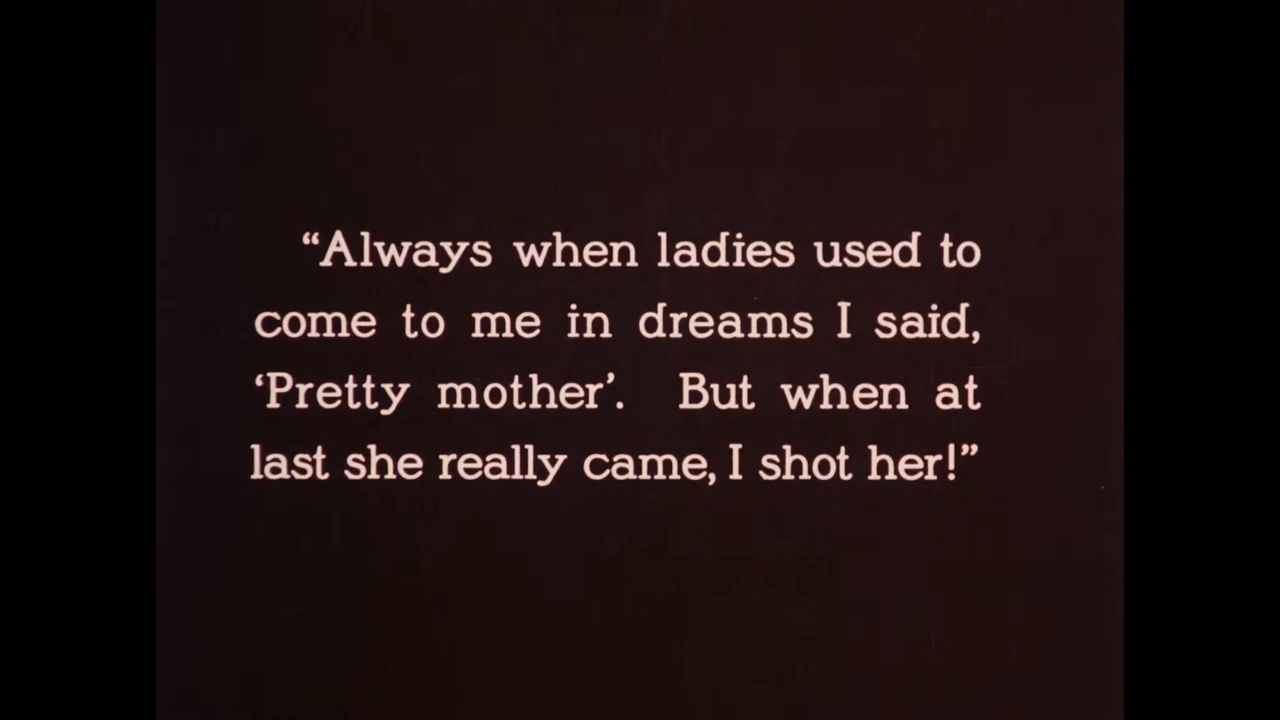 “Always when ladies used to
come to me in dreams I said,
‘Pretty mother’.  But when at
last she really came, I shot her!”